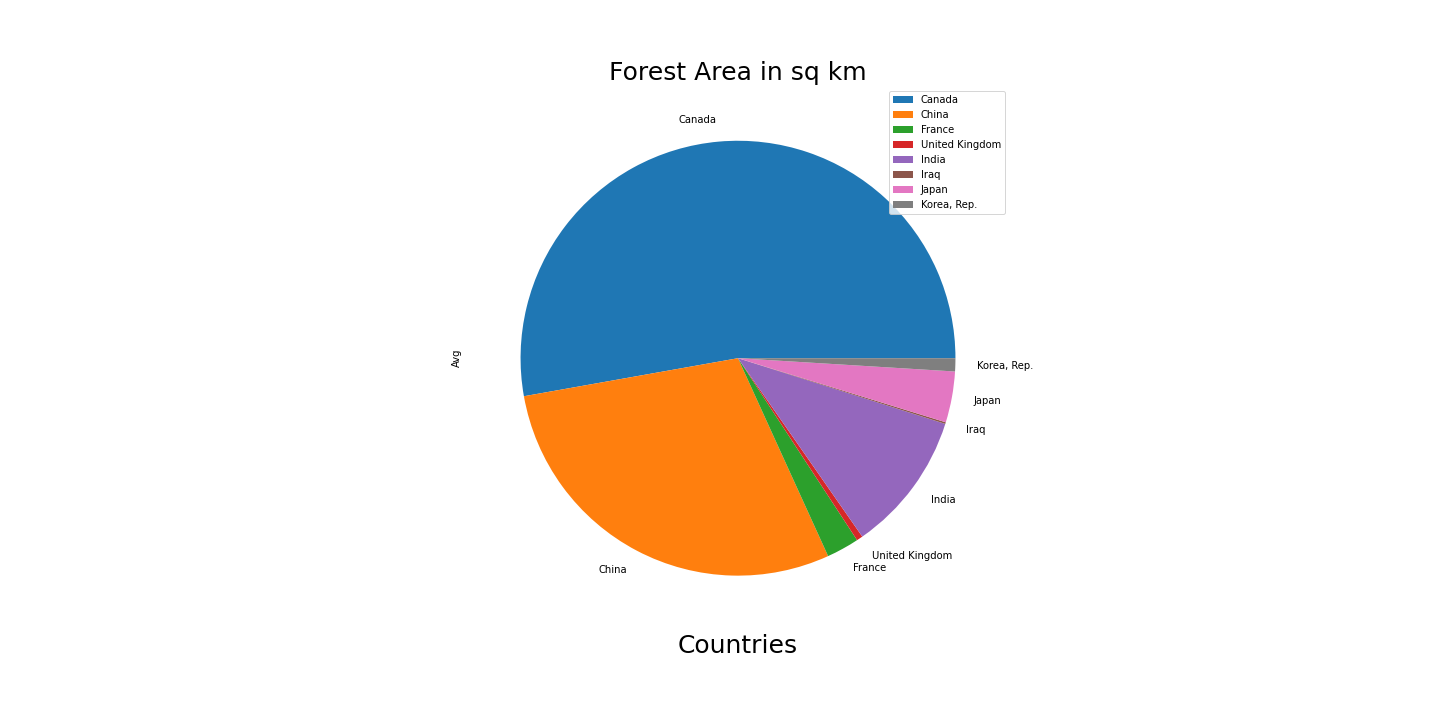 Forest Area in sq km
Canada
China
France
United Kingdom
India
Iraq
Japan
Korea, Rep.
Canada
Avg
Korea, Rep.
Japan
Iraq
India
United Kingdom
France
China
Countries